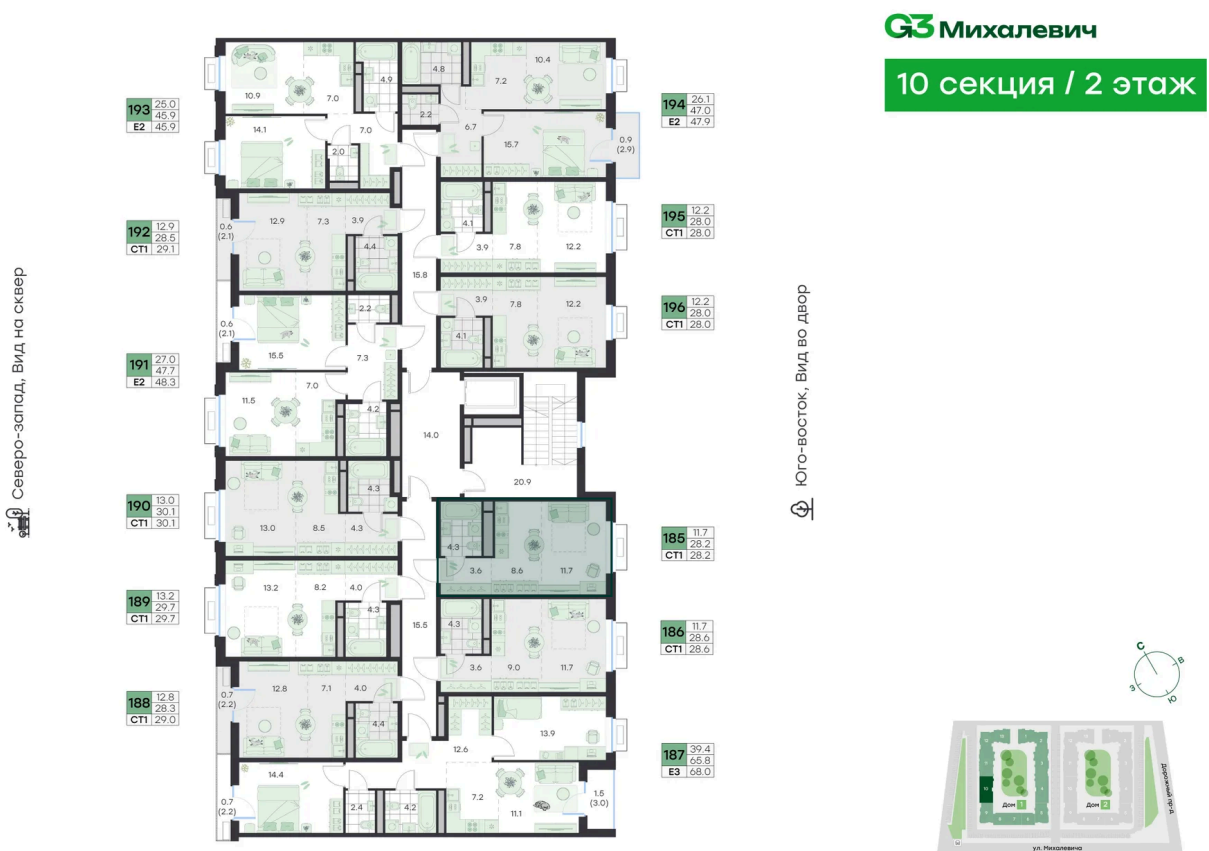 G3 Михалевич
10 секция / 2 этаж
Северо-запад, Вид на сквер
Юго-восток, Вид во двор
193 25.0
45.9
Е2 45.9
192 12.9
28.5
СТ1 29.1
191 27.0
47.7
Е2 48.3
190 13.0
30.1
СТ1 30.1
189 13.2
29.7
СТ1 29.7
188 12.8
28.3
СТ1 29.0
194 26.1
47.0
Е2 47.9
195 12.2
28.0
СТ1 28.0
196 12.2
28.0
СТ1 28.0
185 11.7
28.2
СТ1 28.2
186 11.7
28.6
СТ1 28.6
187 39.4
65.8
Е3 68.0
10.9 7.0 4.9
14.1 2.0 7.0
4.8 7.2 10.4
2.2 6.7 15.7
0.9
(2.9)
0.6
(2.1)
12.9 7.3 3.9
4.4
4.1
3.9 7.8 12.2
15.8
3.9 7.8 12.2
4.1
0.6
(2.1)
2.2
15.5 7.3
11.5 7.0
4.2
14.0
20.9
4.3
13.0 8.5 4.3
4.3
3.6 8.6 11.7
13.2 8.2 4.0
4.3
15.5
4.3
3.6 9.0 11.7
0.7
(2.2)
12.8 7.1 4.0
4.4
12.6 13.9
0.7
(2.2)
14.4
2.4 4.2 7.2 11.1
1.5
(3.0)
С
В
З
Ю
Дом 1
Дом 2
Дорожный пр-д
ул. Михалевича